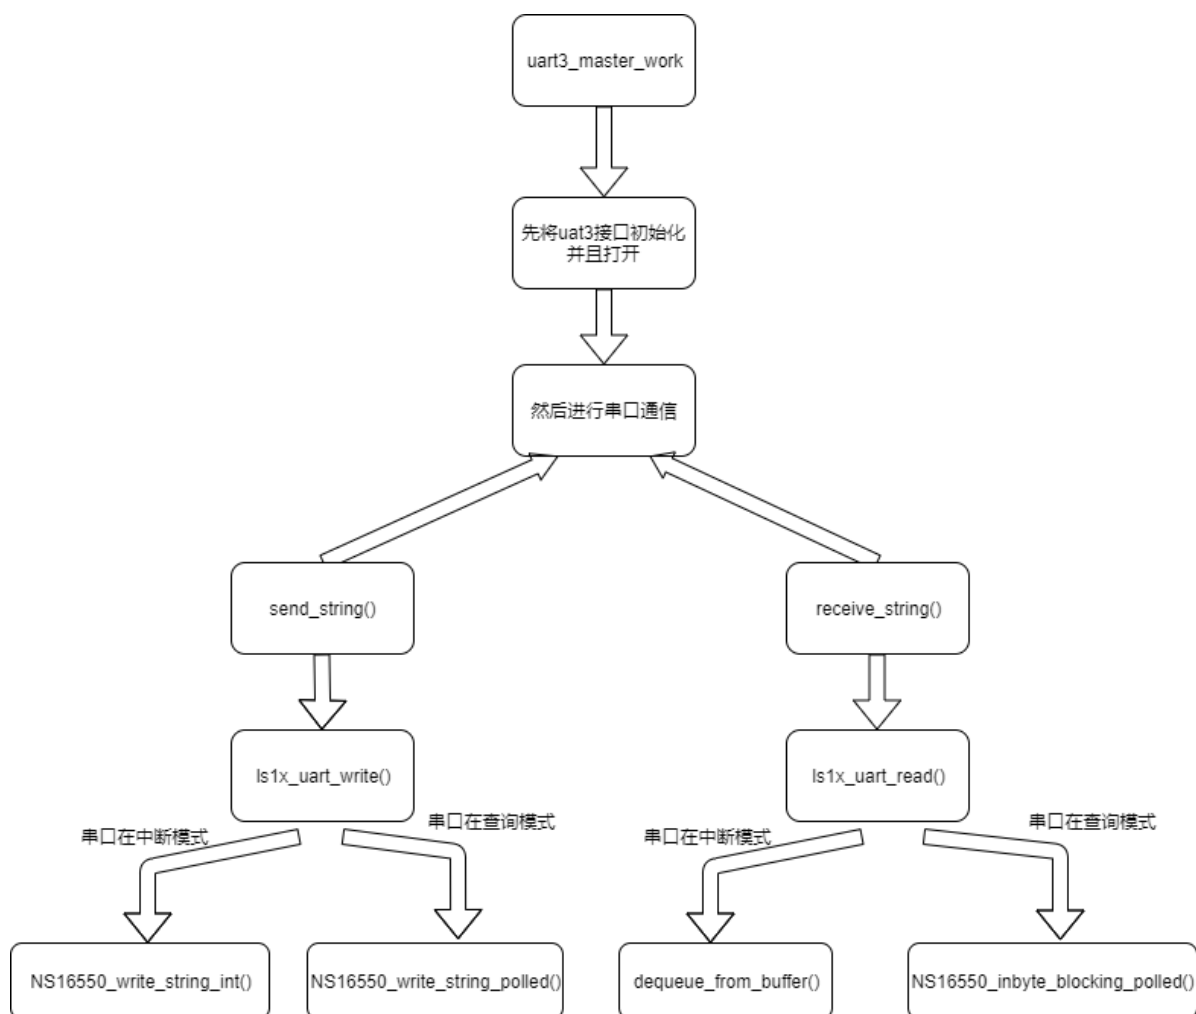 uart3_master_work
先将uat3接口初始化
并且打开
然后进行串口通信
send_string()
receive_string()
ls1x_uart_write()
ls1x_uart_read()
串口在中断模式
串口在查询模式
串口在中断模式
串口在查询模式
NS16550_write_string_int()
NS16550_write_string_polled()
dequeue_from_buffer()
NS16550_inbyte_blocking_polled()